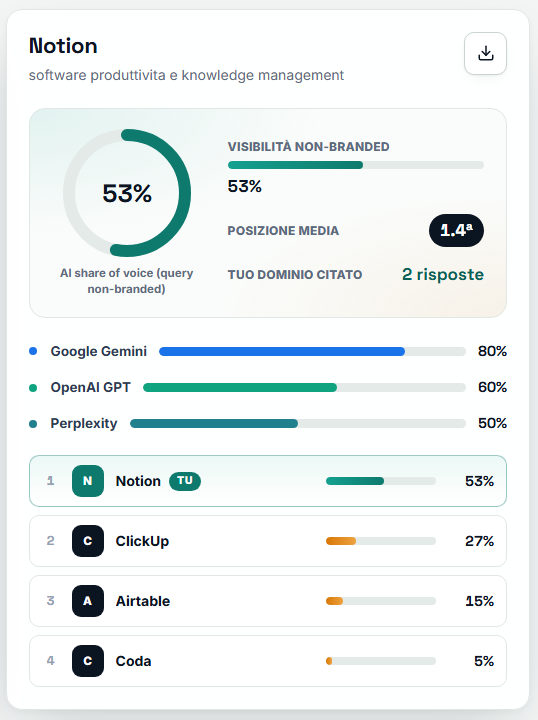 Notion
software produttivita e knowledge management
53%
AI share of voice (query
non-branded)
VISIBILITÀ NON-BRANDED
53%
POSIZIONE MEDIA 1.4ª
TUO DOMINIO CITATO 2 risposte
Google Gemini 80%
OpenAI GPT 60%
Perplexity 50%
1 N Notion TU 53%
2 C ClickUp 27%
3 A Airtable 15%
4 C Coda 5%